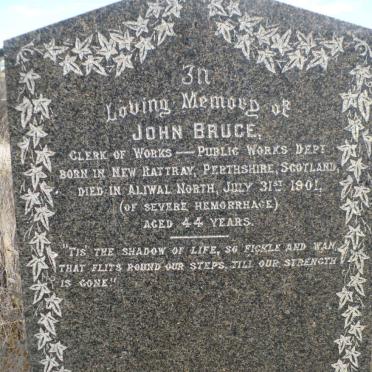 In
Loving Memory of
JOHN BRUCE,
CLERK OF WORKS — PUBLIC WORKS DEPT
BORN IN NEW RATTRAY, PERTHSHIRE, SCOTLAND,
DIED IN ALIWAL NORTH, JULY 31ST 1901,
(OF SEVERE HEMORRHAGE)
AGED 44 YEARS.
"TIS' THE SHADOW OF LIFE, SO FICKLE AND WAN,
THAT FLITS ROUND OUR STEPS, TILL OUR STRENGTH
IS GONE."